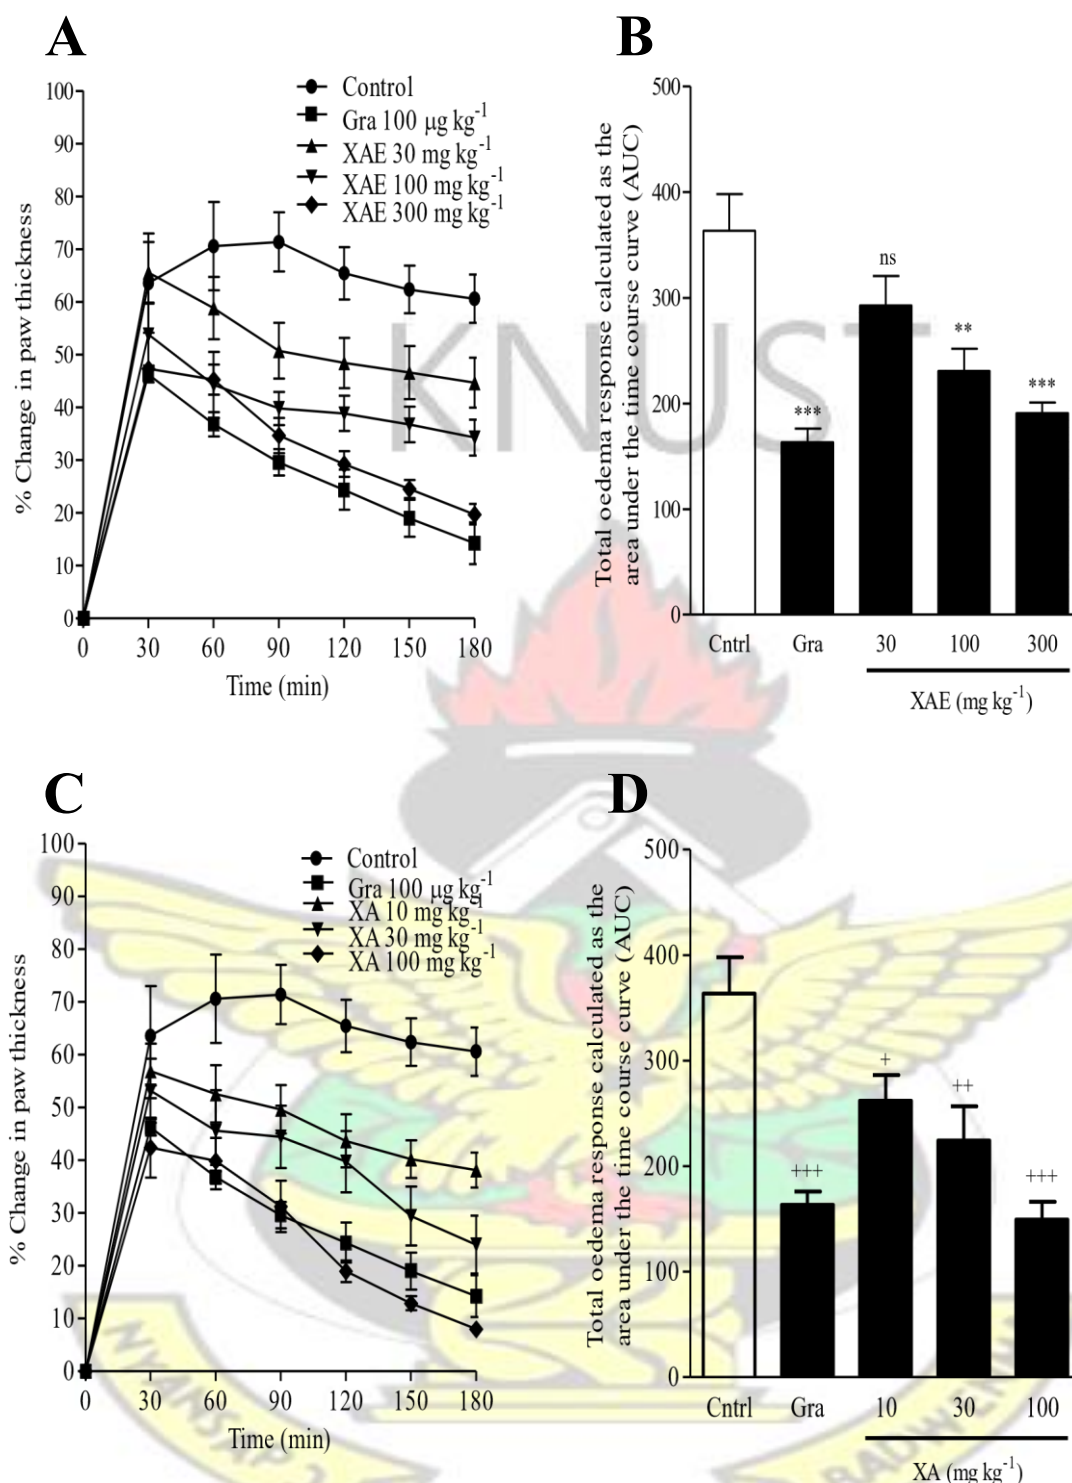 A
% Change in paw thickness
100
90
80
70
60
50
40
30
20
10
0
0 30 60 90 120 150 180
Time (min)
Control
Gra 100 μg kg-1
XAE 30 mg kg-1
XAE 100 mg kg-1
XAE 300 mg kg-1
B
Total oedema response calculated as the
area under the time course curve (AUC)
500
400
300
200
100
0
***
ns
**
***
Cntrl Gra 30 100 300
XAE (mg kg-1)
KNUST
C
% Change in paw thickness
100
90
80
70
60
50
40
30
20
10
0
0 30 60 90 120 150 180
Time (min)
Control
Gra 100 μg kg-1
XA 10 mg kg-1
XA 30 mg kg-1
XA 100 mg kg-1
D
Total oedema response calculated as the
area under the time course curve (AUC)
500
400
300
200
100
0
+++
+
++
+++
Cntrl Gra 10 30 100
XA (mg kg-1)